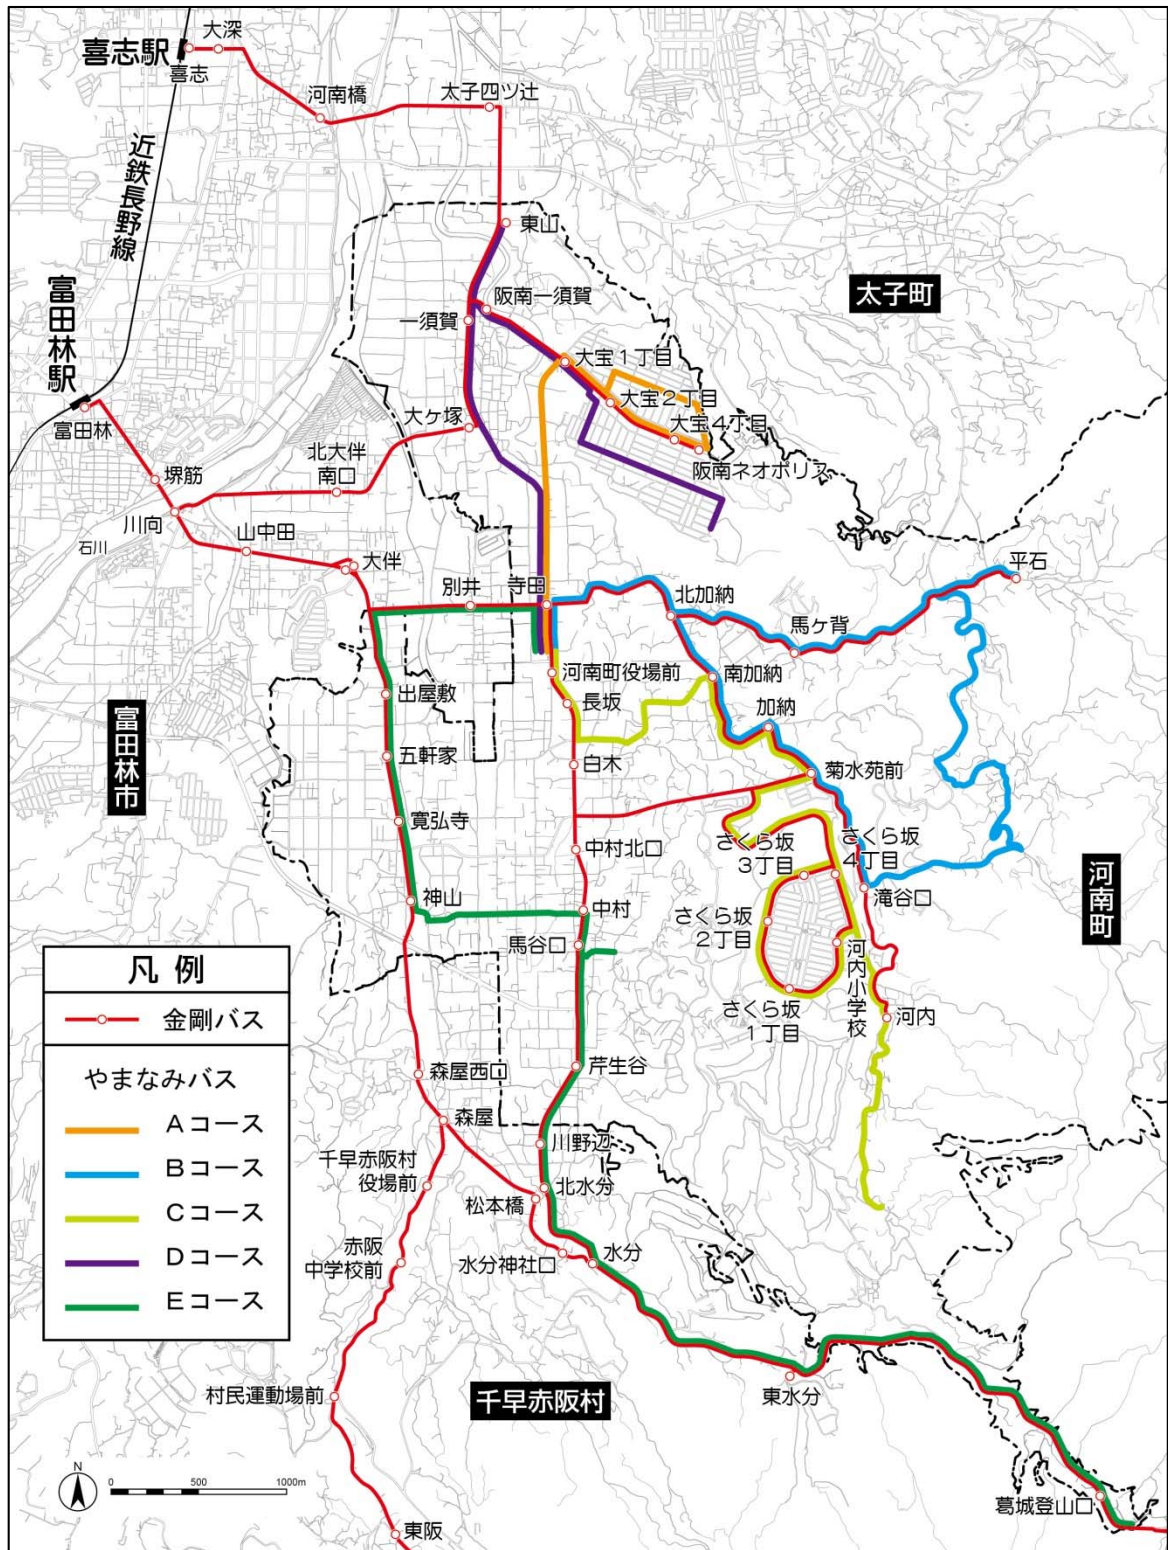 喜志駅
大深
喜志
河南橋
太子四ツ辻
近鉄長野線
東山
太子町
阪南一須賀
一須賀
富田林駅
大宝1丁目
大宝2丁目
大宝4丁目
阪南ネオポリス
大ヶ塚
富田林
堺筋
北大伴
南口
川向
山中田
石川
大伴
別井
寺田
北加納
平石
馬ヶ背
河南町役場前
南加納
長坂
加納
出屋敷
富田林市
五軒家
白木
菊水苑前
寛弘寺
中村北口
さくら坂
3丁目
さくら坂
4丁目
滝谷口
河南町
神山
中村
さくら坂
2丁目
馬谷口
河内小学校
さくら坂
1丁目
河内
凡例
金剛バス
やまなみバス
Aコース
Bコース
Cコース
Dコース
Eコース
森屋西口
芹生谷
森屋
川野辺
千早赤阪村
役場前
北水分
松本橋
赤阪
中学校前
水分神社口
水分
村民運動場前
千早赤阪村
東水分
N
0 500 1000m
葛城登山口
東阪